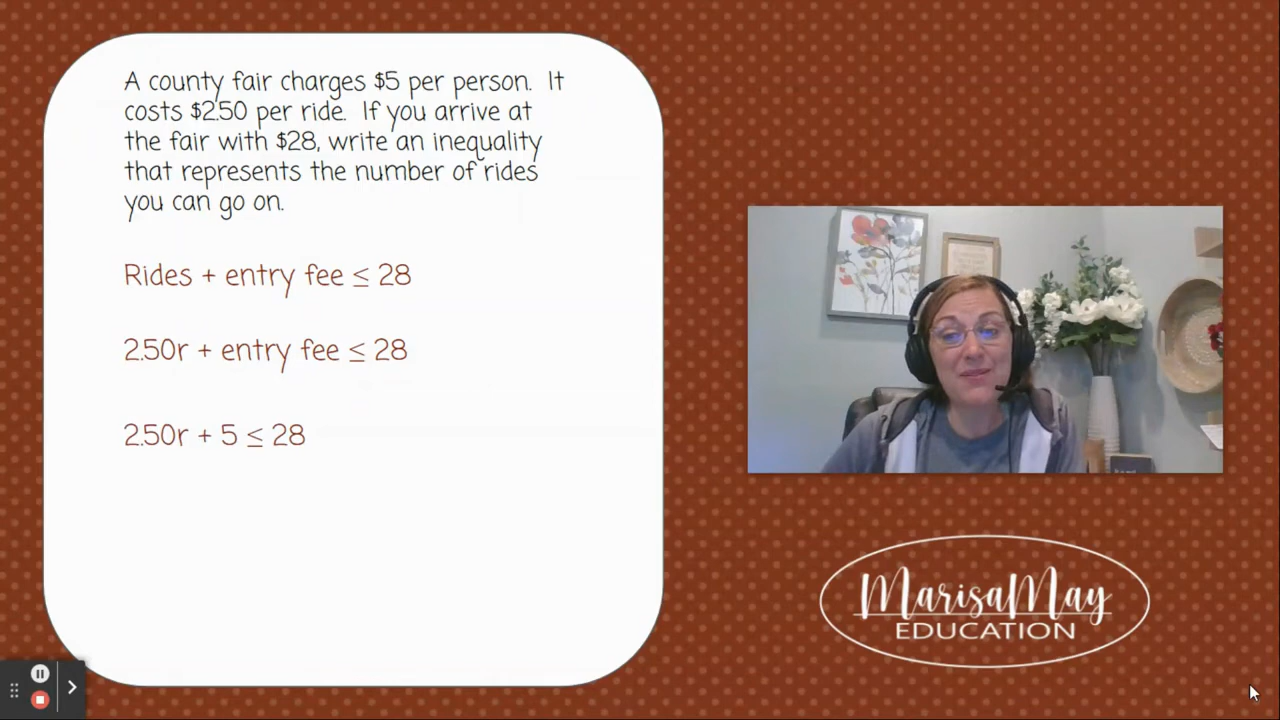 A county fair charges $5 per person. It
costs $2.50 per ride. If you arrive at
the fair with $28, write an inequality
that represents the number of rides
you can go on.
Rides + entry fee ≤ 28
2.50r + entry fee ≤ 28
2.50r + 5 ≤ 28
MarisaMay
EDUCATION